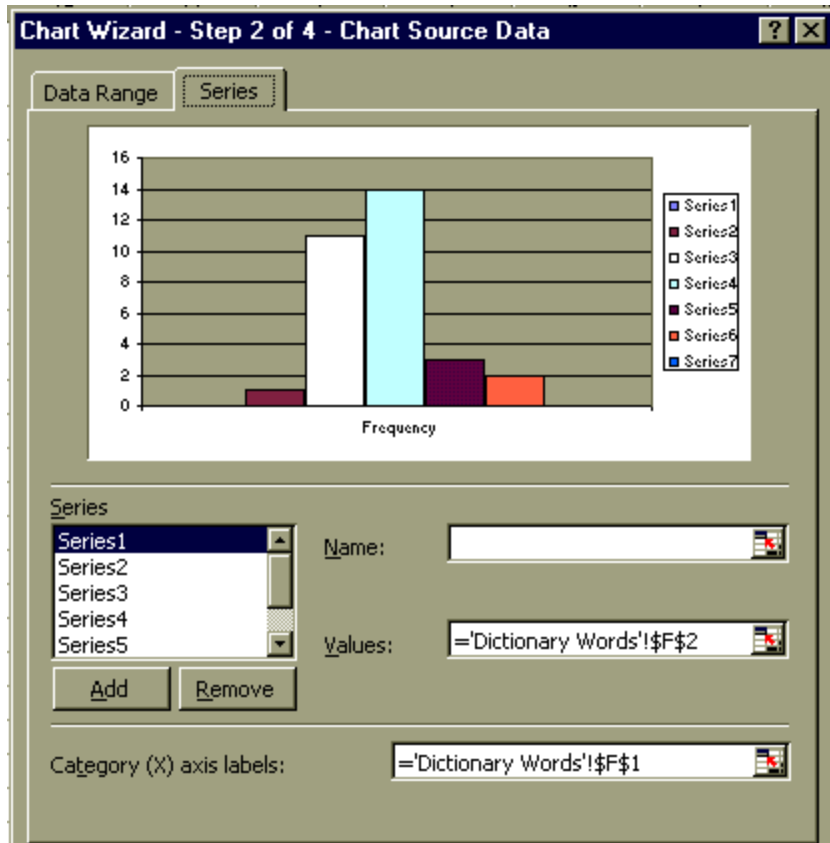 Chart Wizard - Step 2 of 4 - Chart Source Data
Data Range
Series
16
14
12
10
8
6
4
2
0
Frequency
Series1
Series2
Series3
Series4
Series5
Series6
Series7
Series
Series1
Series2
Series3
Series4
Series5
Add
Remove
Name:
Values:
='Dictionary Words'!$F$2
Category (X) axis labels:
='Dictionary Words'!$F$1